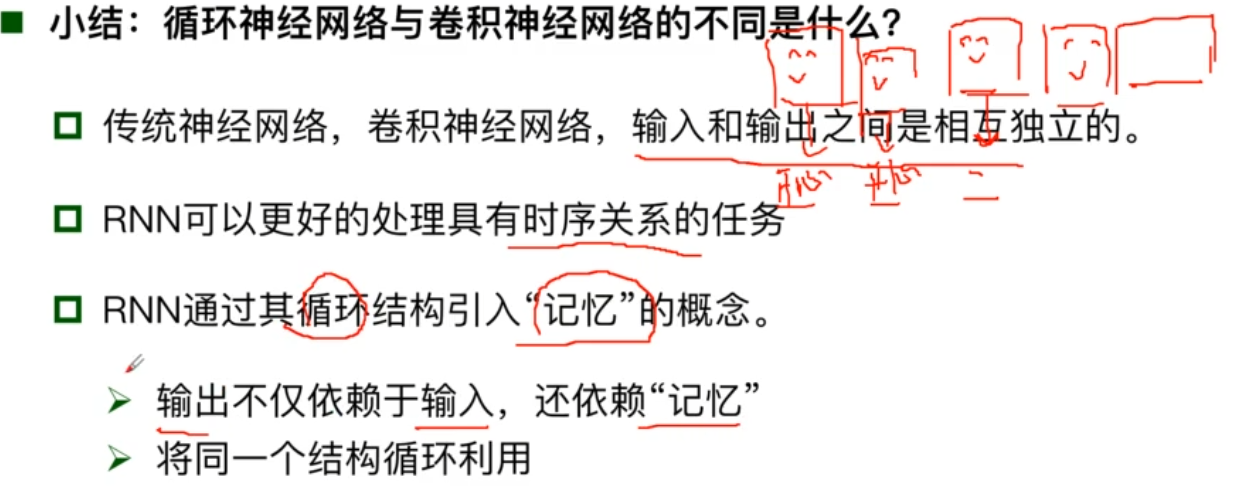 小结：循环神经网络与卷积神经网络的不同是什么？
传统神经网络，卷积神经网络，输入和输出之间是相互独立的。
开心 开心
RNN可以更好的处理具有时序关系的任务
RNN通过其循环结构引入“记忆”的概念。
输出不仅依赖于输入，还依赖“记忆”
将同一个结构循环利用